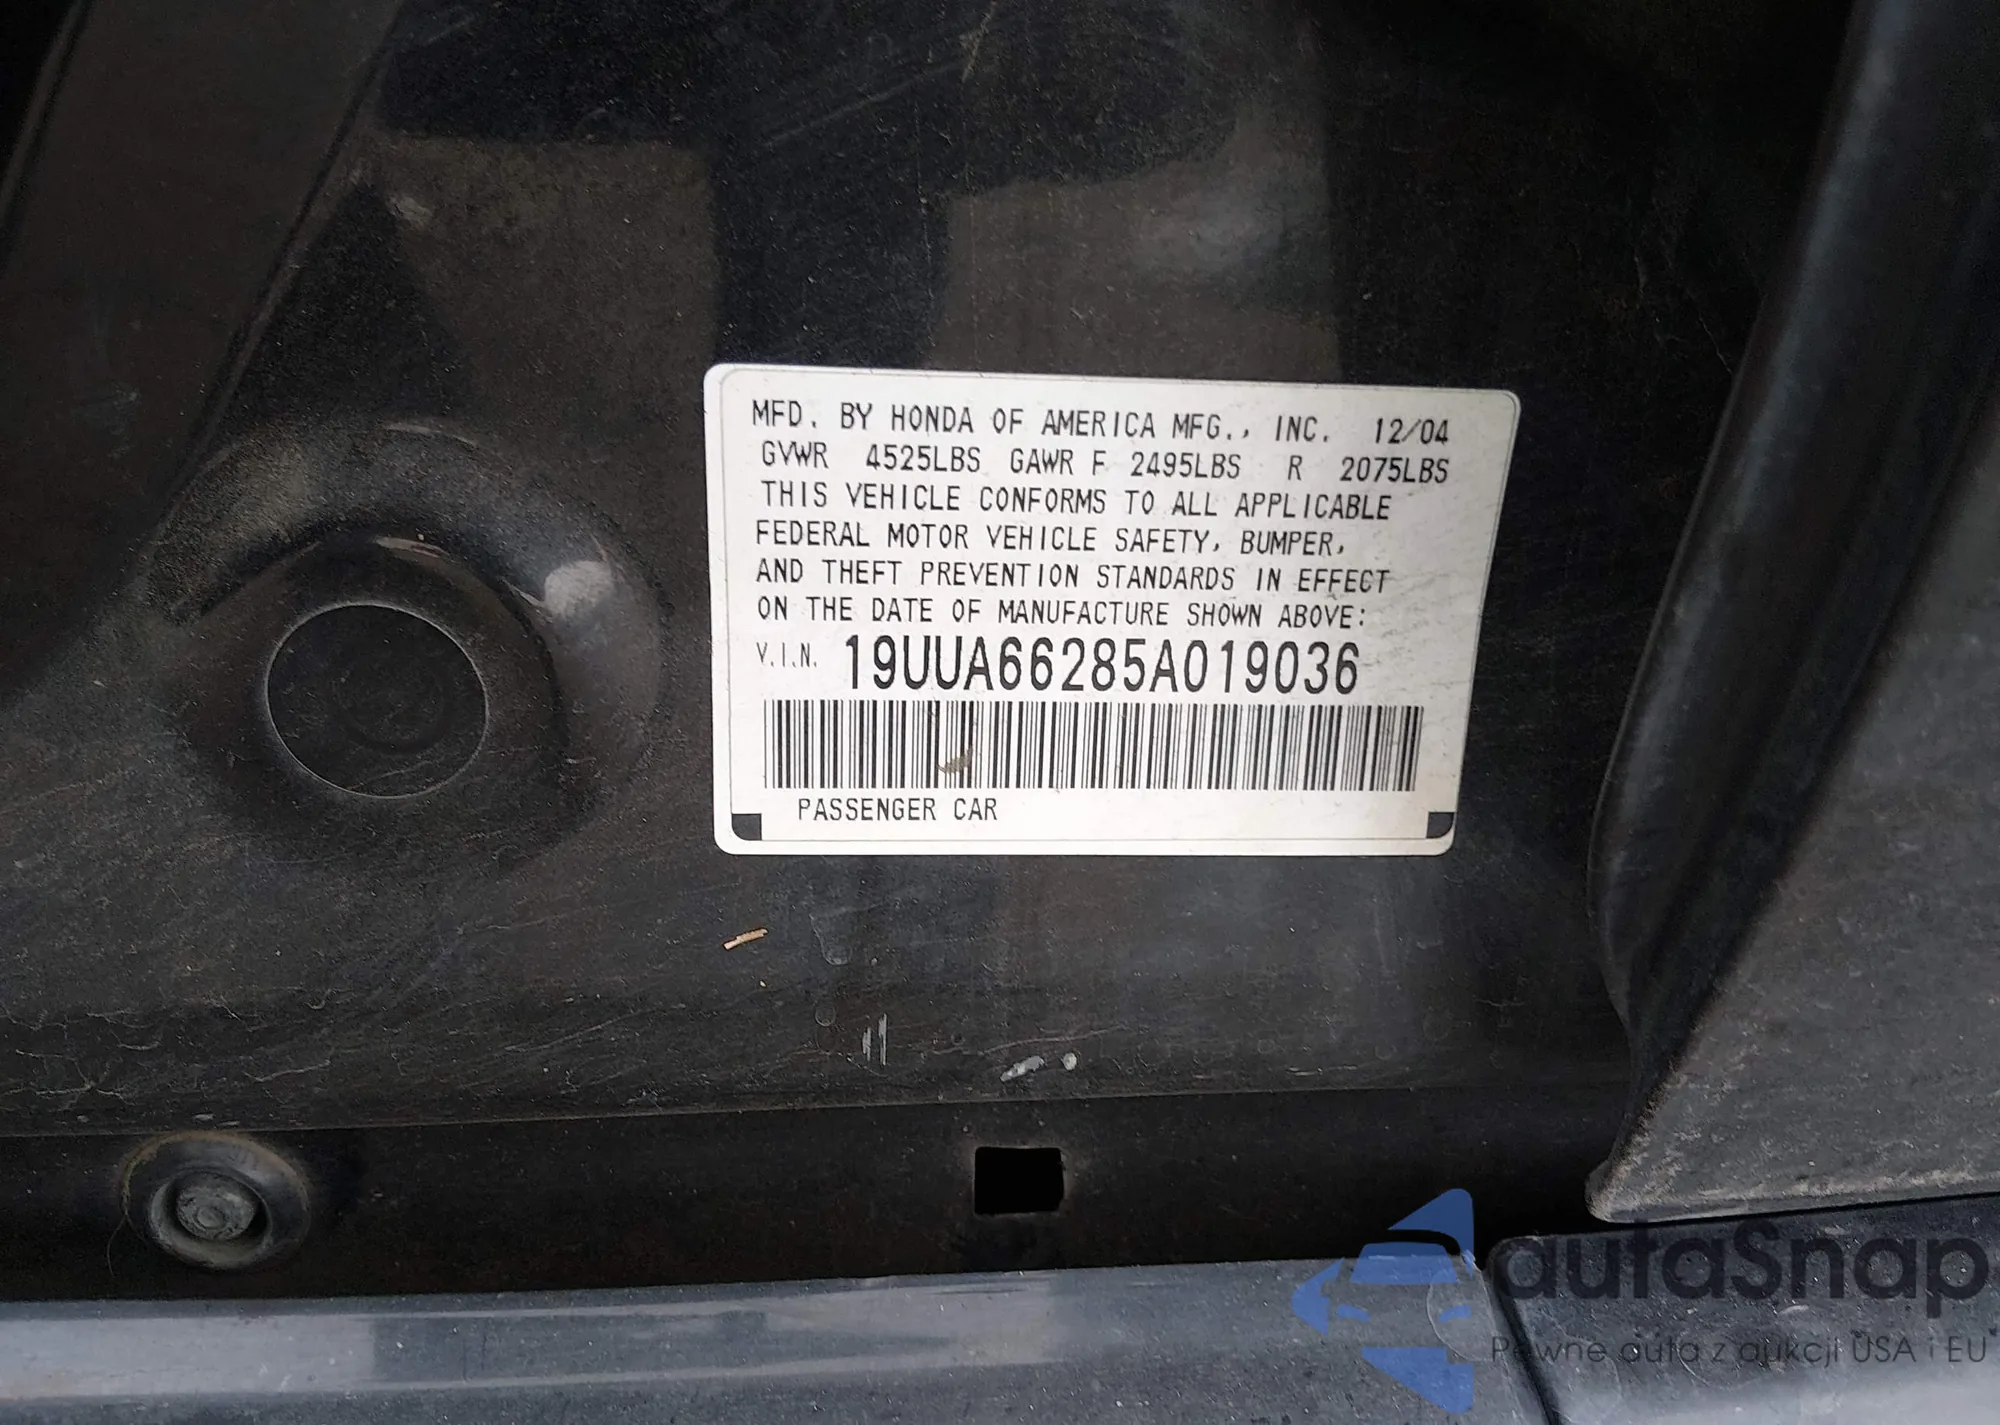 MFD. BY HONDA OF AMERICA MFG., INC. 12/04
GVWR 4525LBS GAWR F 2495LBS R 2075LBS
THIS VEHICLE CONFORMS TO ALL APPLICABLE
FEDERAL MOTOR VEHICLE SAFETY, BUMPER,
AND THEFT PREVENTION STANDARDS IN EFFECT
ON THE DATE OF MANUFACTURE SHOWN ABOVE:
V.I.N. 19UUA66285A019036
PASSENGER CAR
autaSnap
Pewne auta z aukcji USA i EU